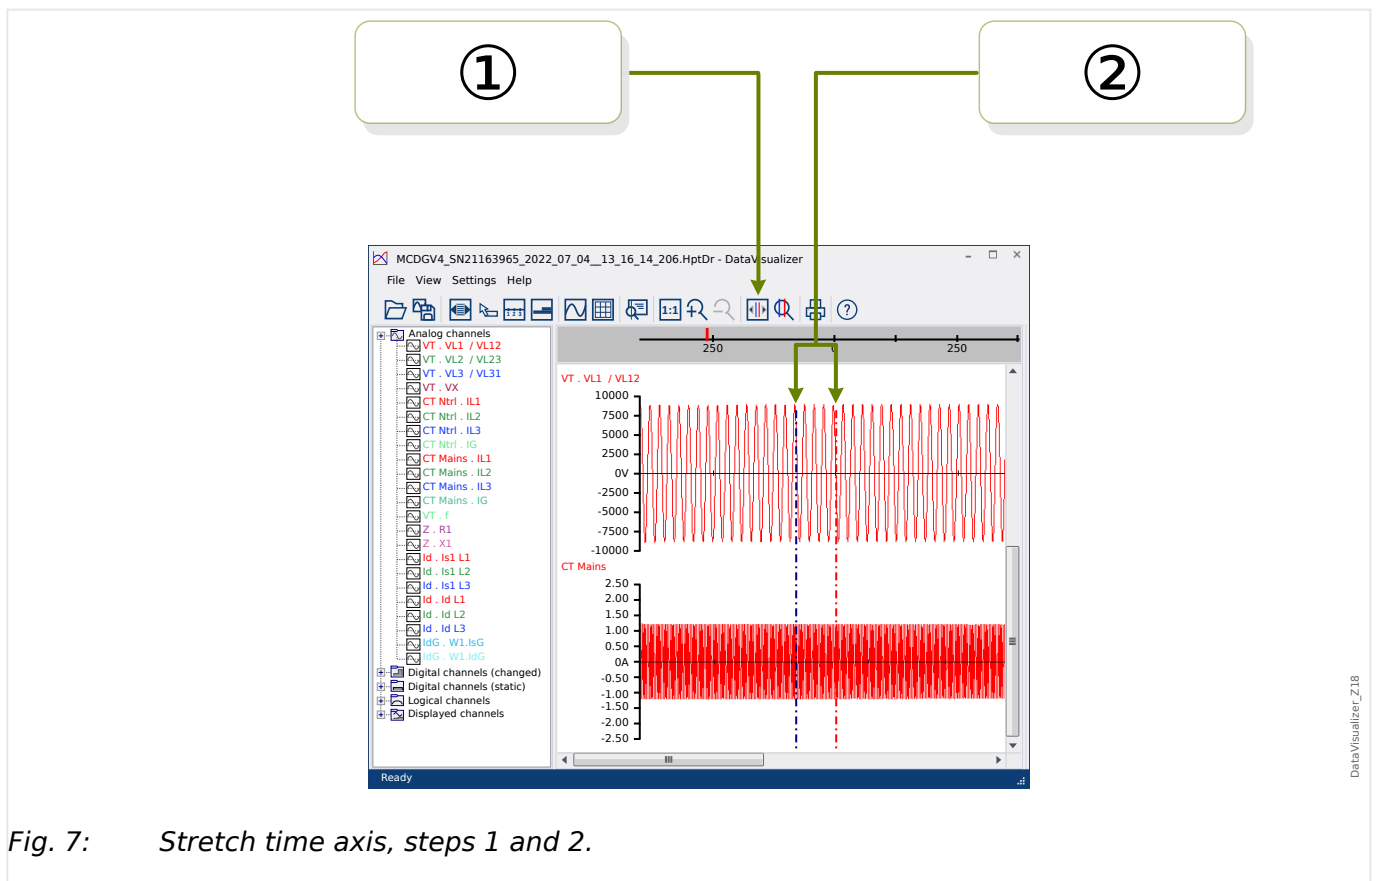 ①
②
MCDGV4_SN21163965_2022_07_04__13_16_14_206.HptDr - DataVisualizer
File View Settings Help
1:1
?
Analog channels
VT . VL1 / VL12
VT . VL2 / VL23
VT . VL3 / VL31
VT . VX
CT Ntrl . IL1
CT Ntrl . IL2
CT Ntrl . IL3
CT Ntrl . IG
CT Mains . IL1
CT Mains . IL2
CT Mains . IL3
CT Mains . IG
VT . f
Z . R1
Z . X1
Id . Is1 L1
Id . Is1 L2
Id . Is1 L3
Id . Id L1
Id . Id L2
Id . Id L3
IdG . W1.IsG
IdG . W1.IdG
Digital channels (changed)
Digital channels (static)
Logical channels
Displayed channels
250 0 250
VT . VL1 / VL12
10000
7500
5000
2500
0V
-2500
-5000
-7500
-10000
CT Mains
2.50
2.00
1.50
1.00
0.50
0A
-0.50
-1.00
-1.50
-2.00
-2.50
Ready
DataVisualizer_Z18
Fig. 7: Stretch time axis, steps 1 and 2.